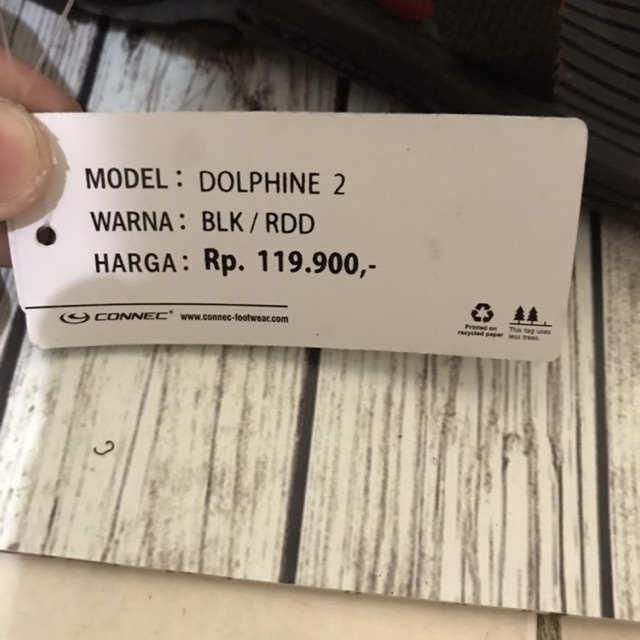 MODEL : DOLPHINE 2
WARNA : BLK / RDD
HARGA : Rp. 119.900,-
CONNEC® www.connec-footwear.com
Printed on
recycled paper
This tag uses
less trees.